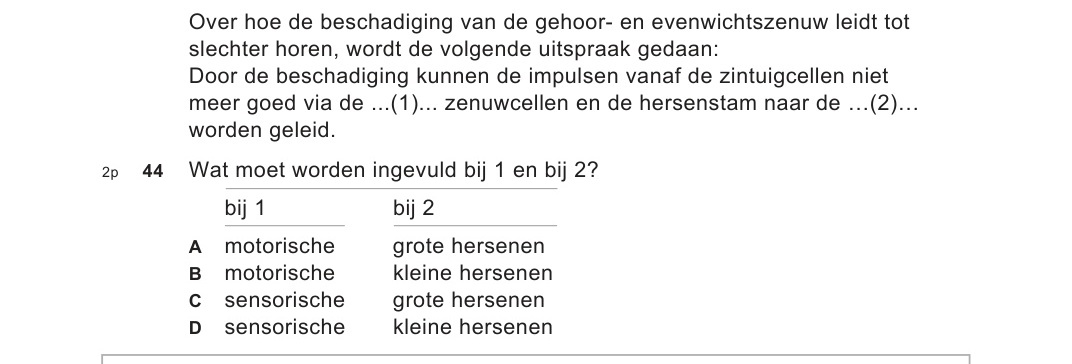 Over hoe de beschadiging van de gehoor- en evenwichtszenuw leidt tot
slechter horen, wordt de volgende uitspraak gedaan:
Door de beschadiging kunnen de impulsen vanaf de zintuigcellen niet
meer goed via de ...(1)... zenuwcellen en de hersenstam naar de …(2)…
worden geleid.
2p 44 Wat moet worden ingevuld bij 1 en bij 2?
bij 1 bij 2
A motorische grote hersenen
B motorische kleine hersenen
C sensorische grote hersenen
D sensorische kleine hersenen